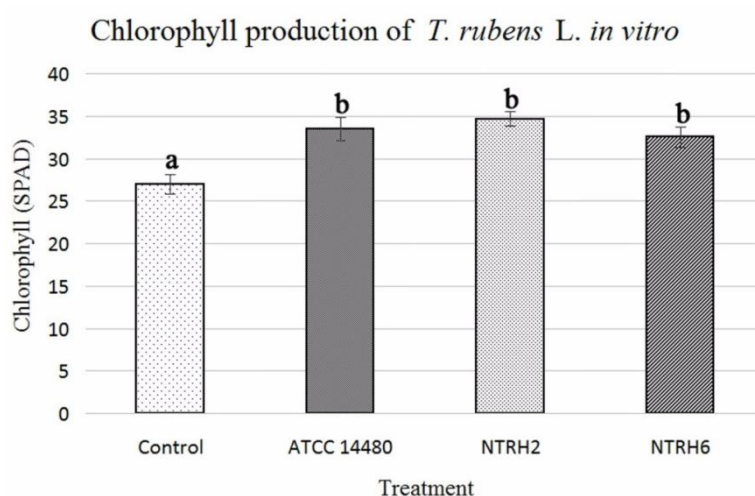 Chlorophyll production of T. rubens L. in vitro
Chlorophyll (SPAD)
40
35
30
25
20
15
10
5
0
a
b
b
b
Control
ATCC 14480
NTRH2
NTRH6
Treatment